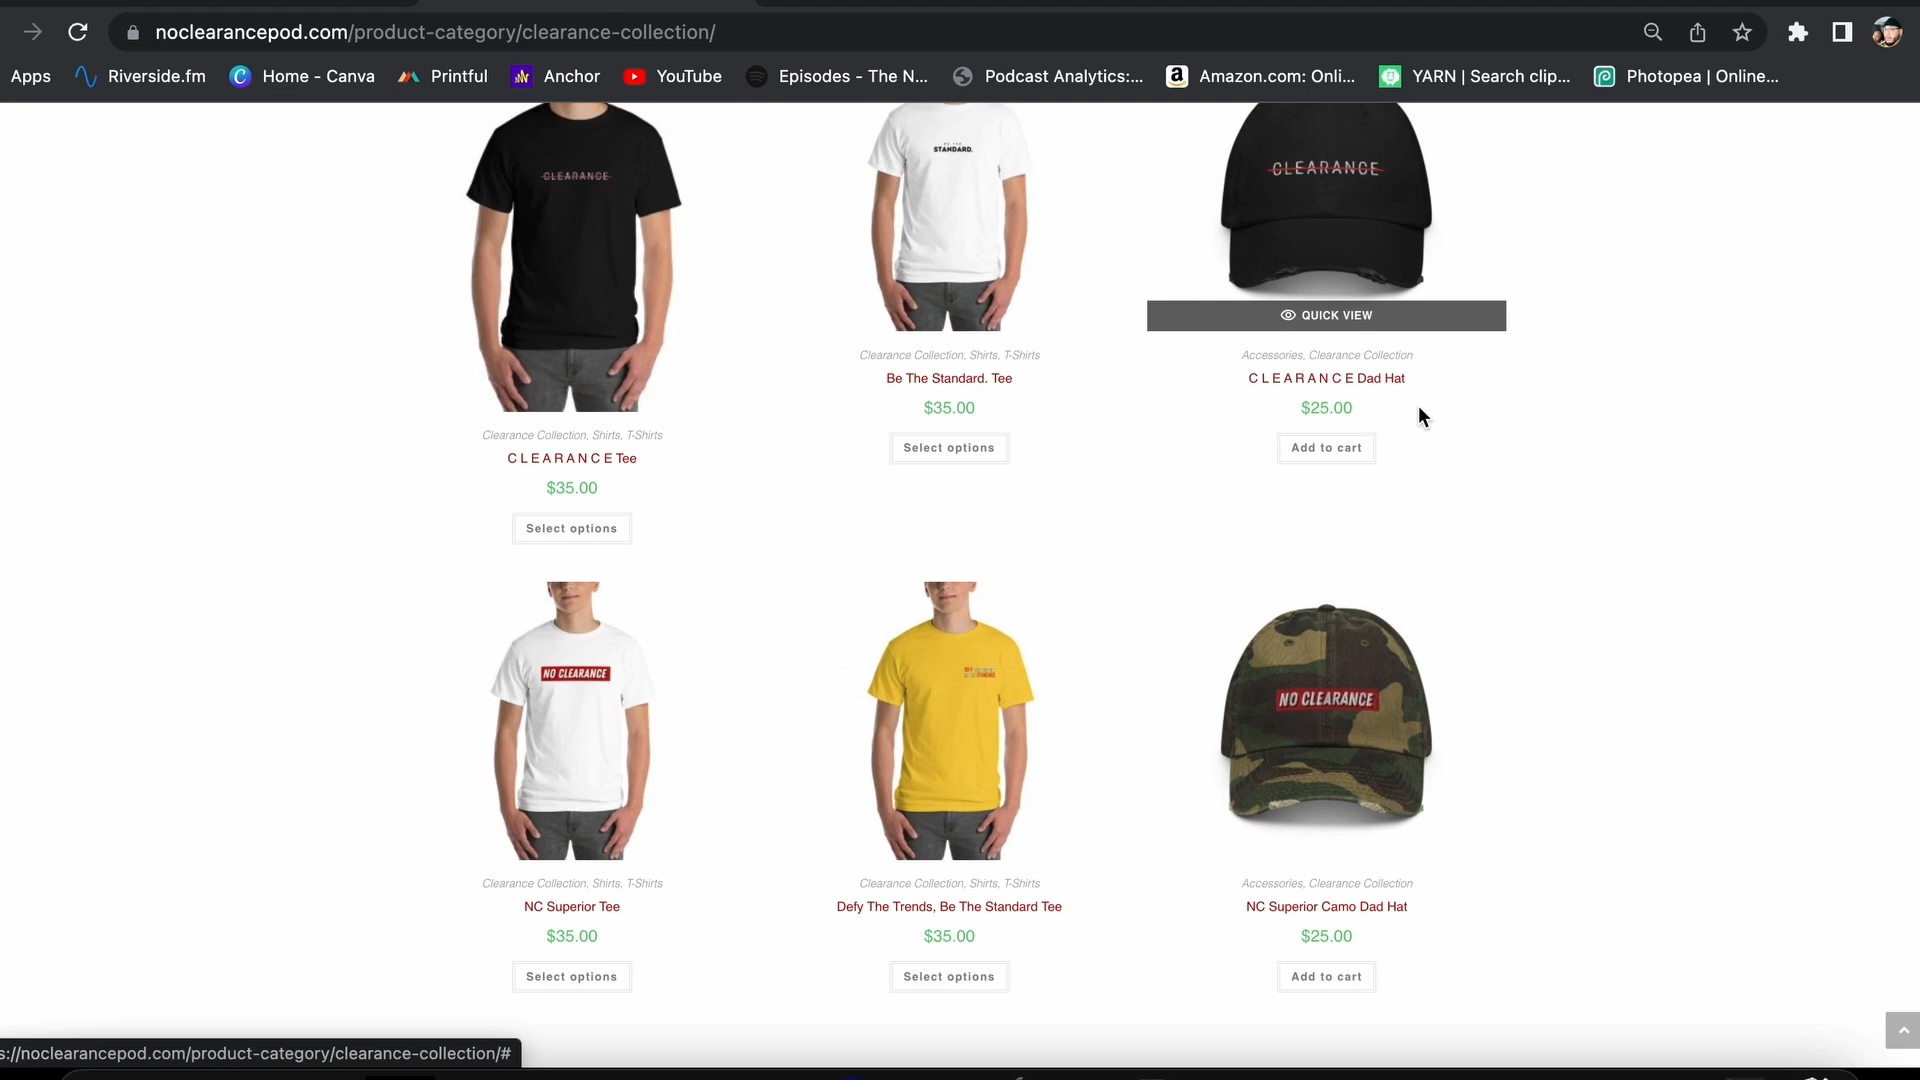 noclearancepod.com/product-category/clearance-collection/
Apps Riverside.fm Home - Canva Printful Anchor YouTube Episodes - The N... Podcast Analytics:... Amazon.com: Onli... YARN | Search clip... Photopea | Online...
CLEARANCE
STANDARD.
CLEARANCE
QUICK VIEW
Clearance Collection, Shirts, T-Shirts
Be The Standard. Tee
$35.00
Select options
Accessories, Clearance Collection
C L E A R A N C E Dad Hat
$25.00
Add to cart
Clearance Collection, Shirts, T-Shirts
C L E A R A N C E Tee
$35.00
Select options
NO CLEARANCE
NO CLEARANCE
Clearance Collection, Shirts, T-Shirts
NC Superior Tee
$35.00
Select options
Clearance Collection, Shirts, T-Shirts
Defy The Trends, Be The Standard Tee
$35.00
Select options
Accessories, Clearance Collection
NC Superior Camo Dad Hat
$25.00
Add to cart
s://noclearancepod.com/product-category/clearance-collection/#